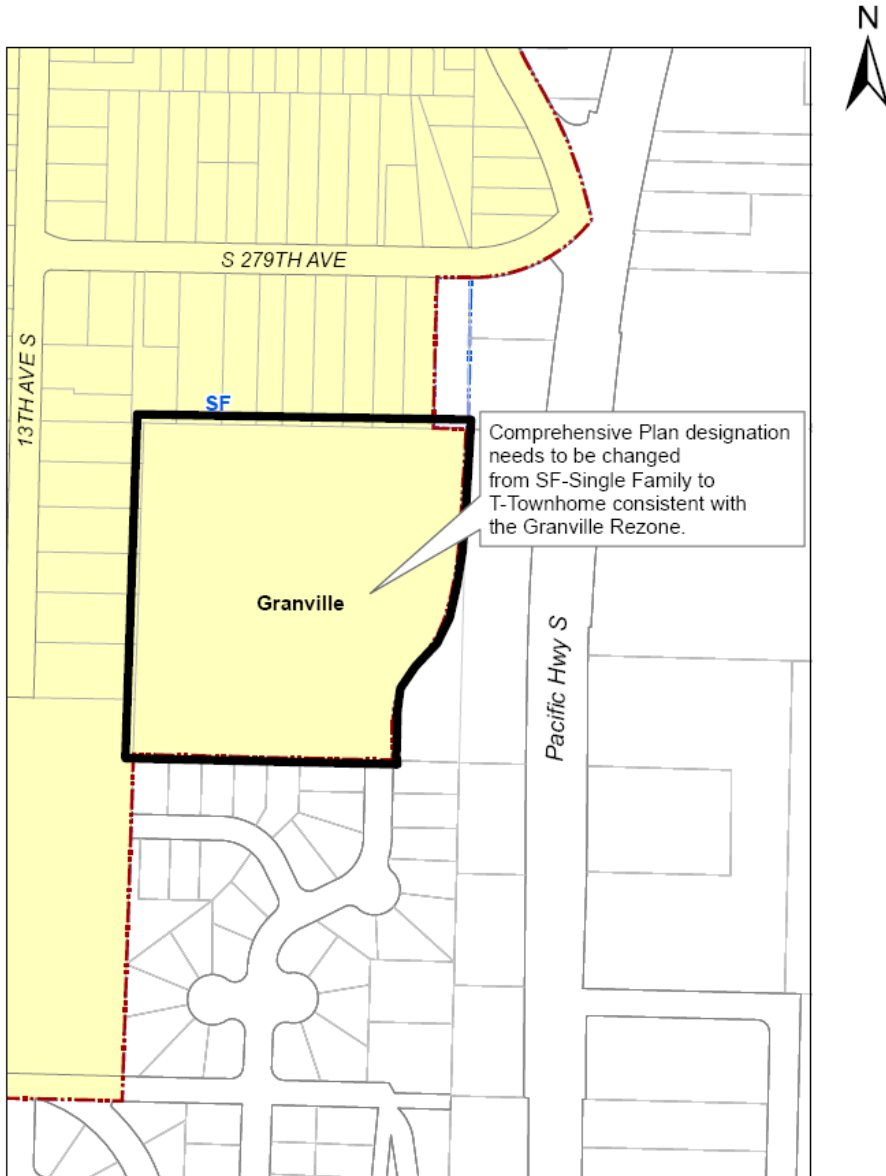 N
S 279TH AVE
13TH AVE S
SF
Comprehensive Plan designation
needs to be changed
from SF-Single Family to
T-Townhome consistent with
the Granville Rezone.
Granville
Pacific Hwy S